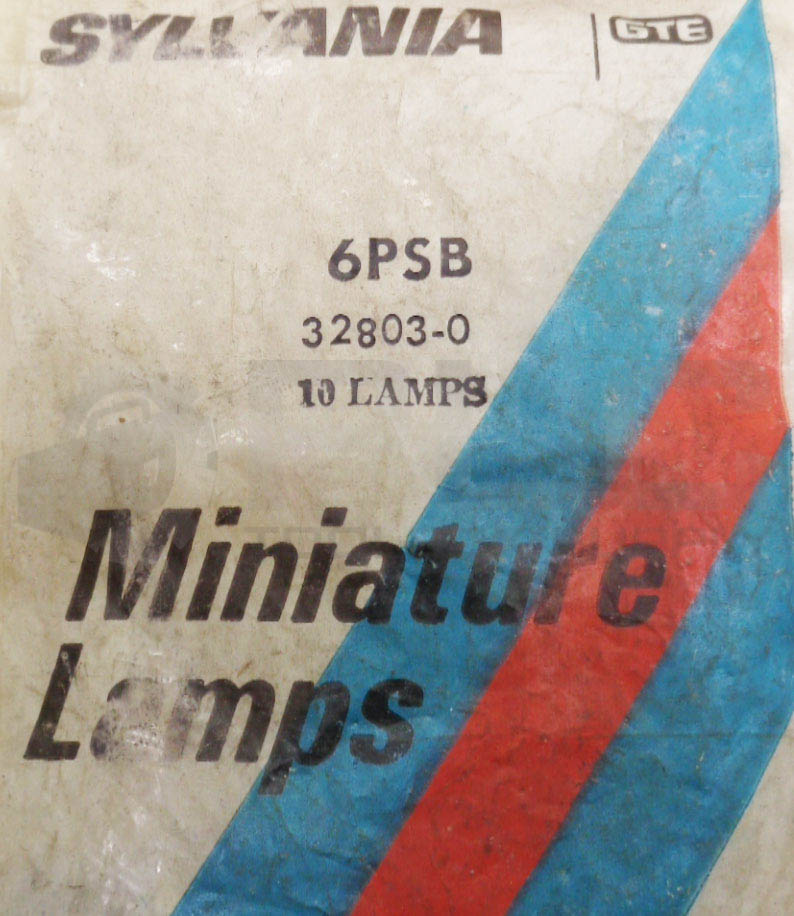 SYLVANIA GTE
6PSB
32803-0
10 LAMPS
Miniature
Lamps